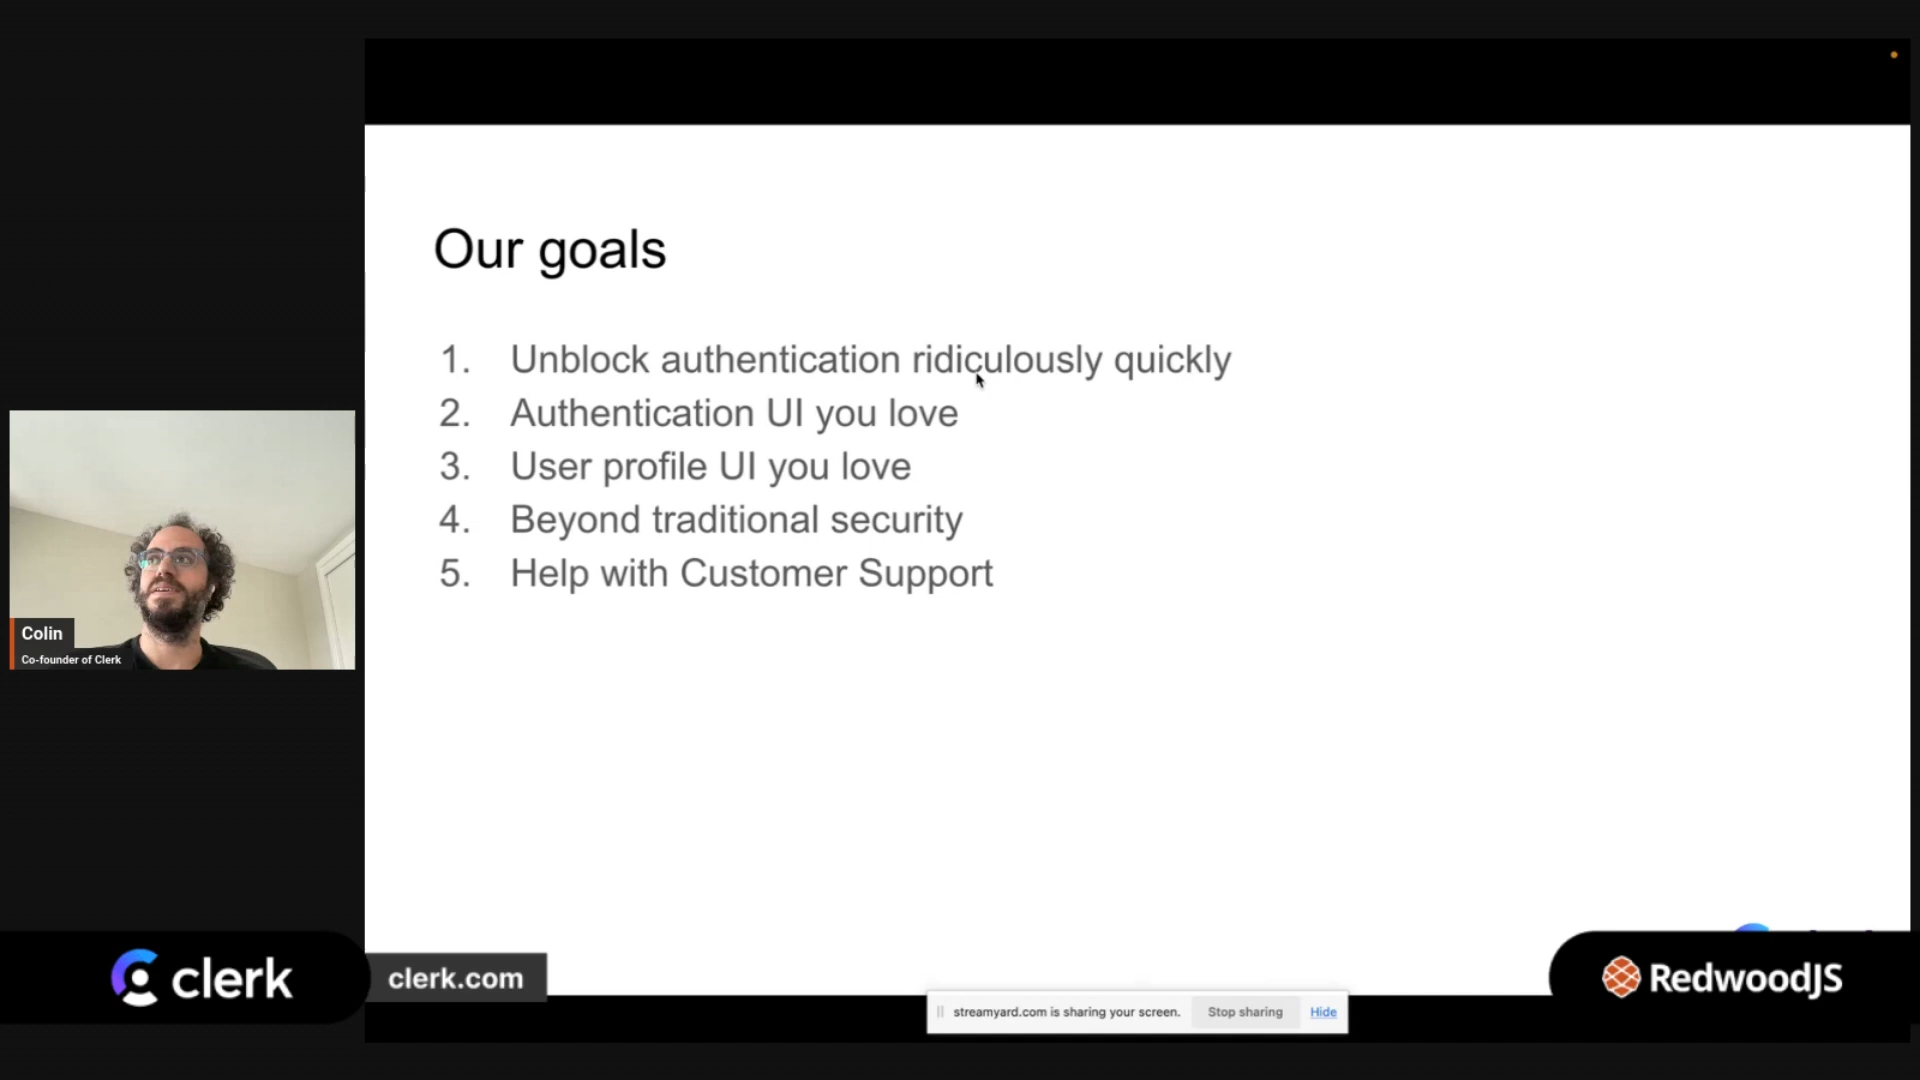 Our goals
1. Unblock authentication ridiculously quickly
2. Authentication UI you love
3. User profile UI you love
4. Beyond traditional security
5. Help with Customer Support
Colin
Co-founder of Clerk
clerk
clerk.com
streamyard.com is sharing your screen.
Stop sharing
Hide
RedwoodJS